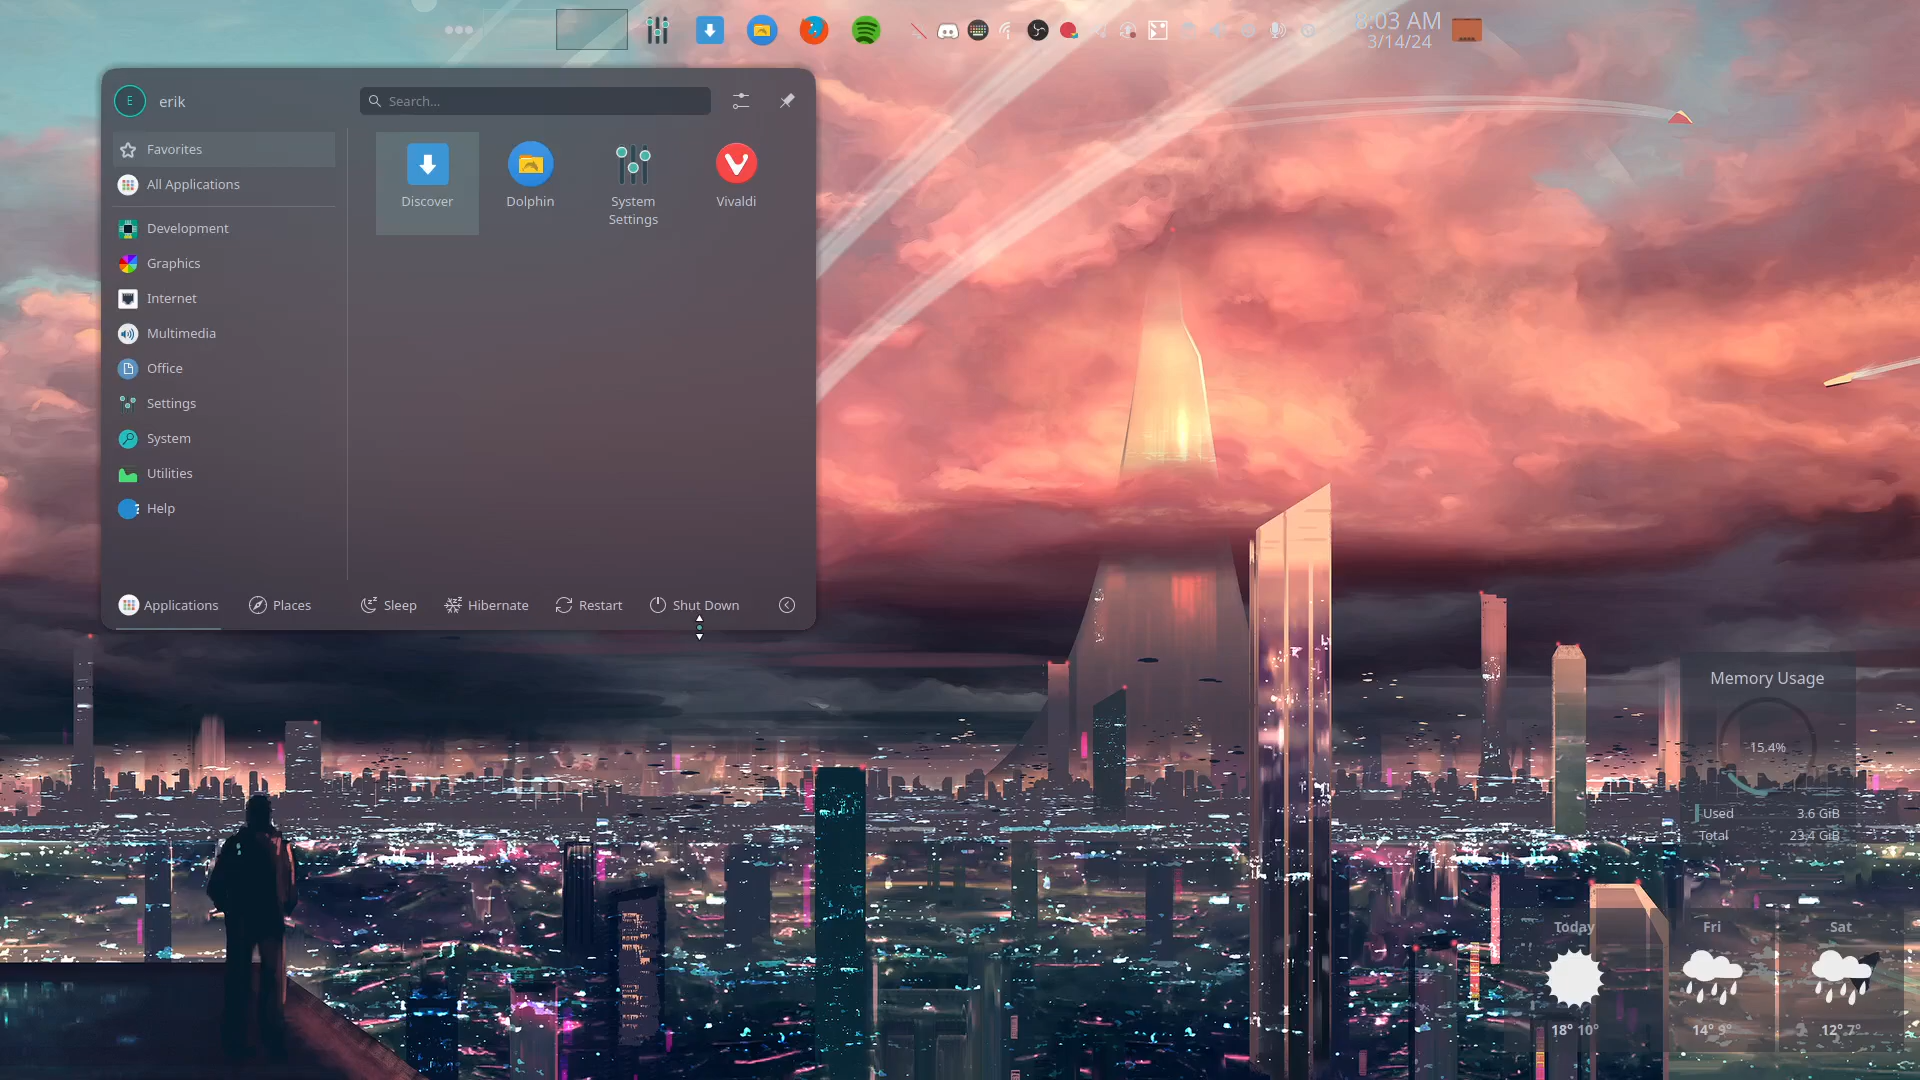 8:03 AM
3/14/24
E
erik
Search...
Favorites
All Applications
Development
Graphics
Internet
Multimedia
Office
Settings
System
Utilities
Help
Discover
Dolphin
System
Settings
Vivaldi
Applications
Places
Sleep
Hibernate
Restart
Shut Down
Memory Usage
15.4%
Used 3.6 GiB
Total 23.4 GiB
Today Fri Sat
18° 10° 14° 9° 12° 7°